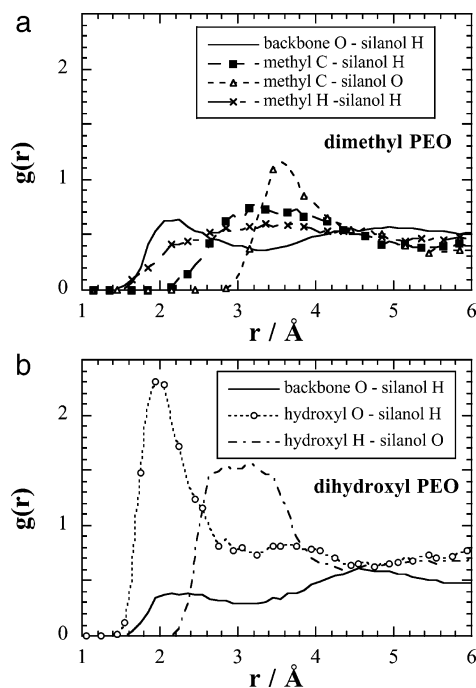 a
backbone O - silanol H
methyl C - silanol H
methyl C - silanol O
methyl H -silanol H
dimethyl PEO
g(r)
2
1
0
1 2 3 4 5 6
r / Å
b
backbone O - silanol H
hydroxyl O - silanol H
hydroxyl H - silanol O
dihydroxyl PEO
g(r)
2
1
0
1 2 3 4 5 6
r / Å